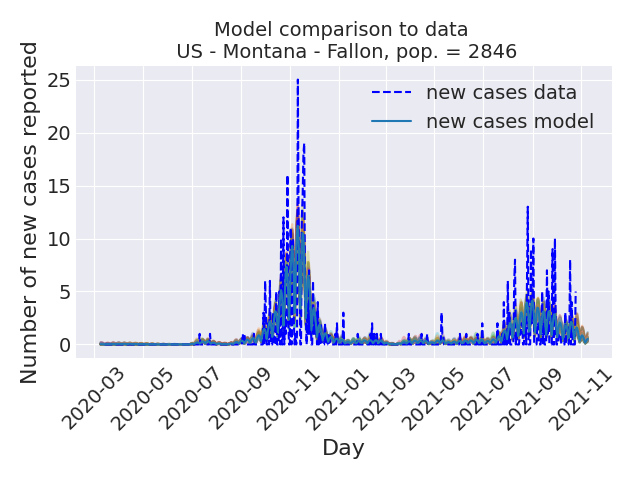 Model comparison to data
US - Montana - Fallon, pop. = 2846
Number of new cases reported
25
20
15
10
5
0
new cases data
new cases model
2020-03
2020-05
2020-07
2020-09
2020-11
2021-01
2021-03
2021-05
2021-07
2021-09
2021-11
Day